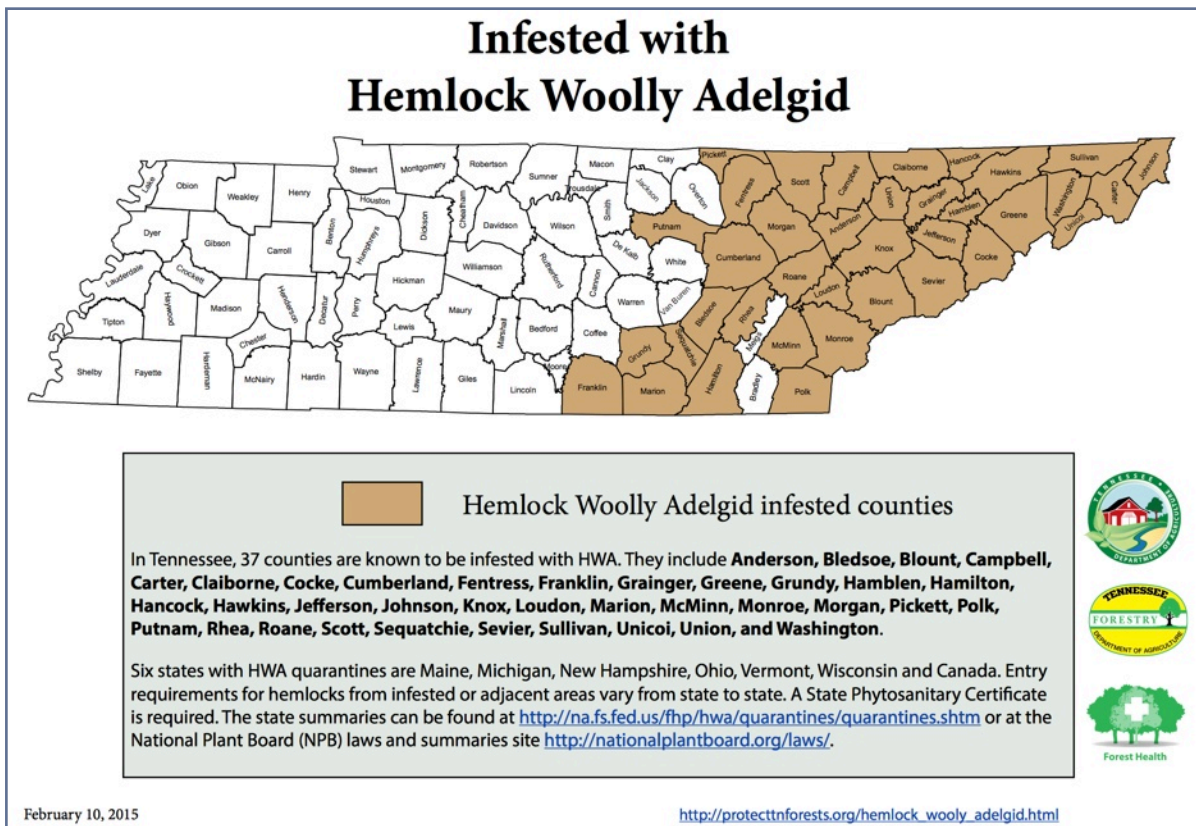 Infested with
Hemlock Woolly Adelgid
Lake
Obion
Weakley
Henry
Stewart
Montgomery
Robertson
Sumner
Macon
Trousdale
Clay
Pickett
Jackson
Overton
Fentress
Scott
Campbell
Claiborne
Hancock
Hawkins
Sullivan
Johnson
Carter
Washington
Unicoi
Greene
Hamblen
Grainger
Union
Houston
Dickson
Cheatham
Davidson
Wilson
Smith
Putnam
Morgan
Anderson
Knox
Jefferson
Cocke
Dyer
Gibson
Carroll
Benton
Humphreys
Williamson
Rutherford
Cannon
De Kalb
White
Cumberland
Roane
Loudon
Blount
Sevier
Lauderdale
Crockett
Haywood
Madison
Henderson
Decatur
Perry
Hickman
Maury
Marshall
Bedford
Coffee
Warren
Van Buren
Bledsoe
Rhea
Meigs
McMinn
Monroe
Tipton
Chester
Lewis
Moore
Grundy
Sequatchie
Shelby
Fayette
Hardeman
McNairy
Hardin
Wayne
Lawrence
Giles
Lincoln
Franklin
Marion
Hamilton
Bradley
Polk
Hemlock Woolly Adelgid infested counties
In Tennessee, 37 counties are known to be infested with HWA. They include Anderson, Bledsoe, Blount, Campbell,
Carter, Claiborne, Cocke, Cumberland, Fentress, Franklin, Grainger, Greene, Grundy, Hamblen, Hamilton,
Hancock, Hawkins, Jefferson, Johnson, Knox, Loudon, Marion, McMinn, Monroe, Morgan, Pickett, Polk,
Putnam, Rhea, Roane, Scott, Sequatchie, Sevier, Sullivan, Unicoi, Union, and Washington.
Six states with HWA quarantines are Maine, Michigan, New Hampshire, Ohio, Vermont, Wisconsin and Canada. Entry
requirements for hemlocks from infested or adjacent areas vary from state to state. A State Phytosanitary Certificate
is required. The state summaries can be found at http://na.fs.fed.us/fhp/hwa/quarantines/quarantines.shtm or at the
National Plant Board (NPB) laws and summaries site http://nationalplantboard.org/laws/.
TENNESSEE
DEPARTMENT OF AGRICULTURE
TENNESSEE
FORESTRY
DEPARTMENT OF AGRICULTURE
Forest Health
February 10, 2015
http://protecttnforests.org/hemlock_wooly_adelgid.html